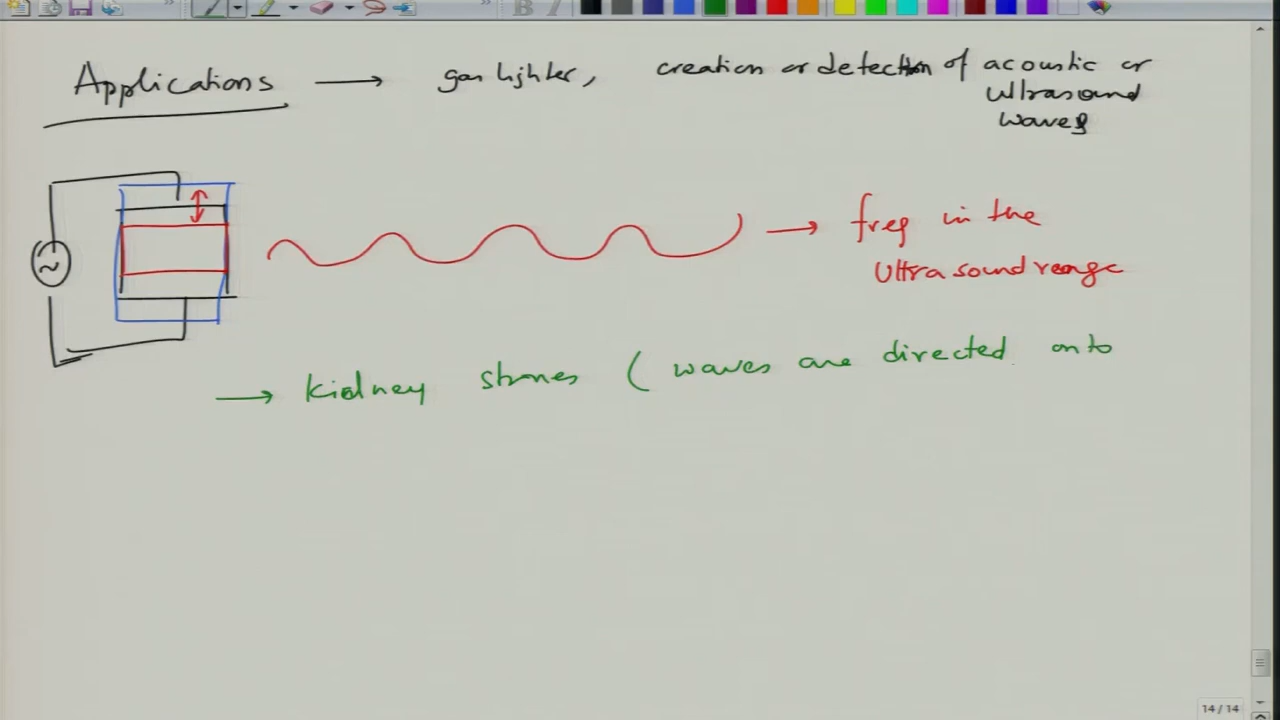 Applications → gas lighter, creation or detection of acoustic or
ultrasound
waves
→ freq in the
Ultrasound range
→ kidney stones ( waves are directed onto
14 / 14